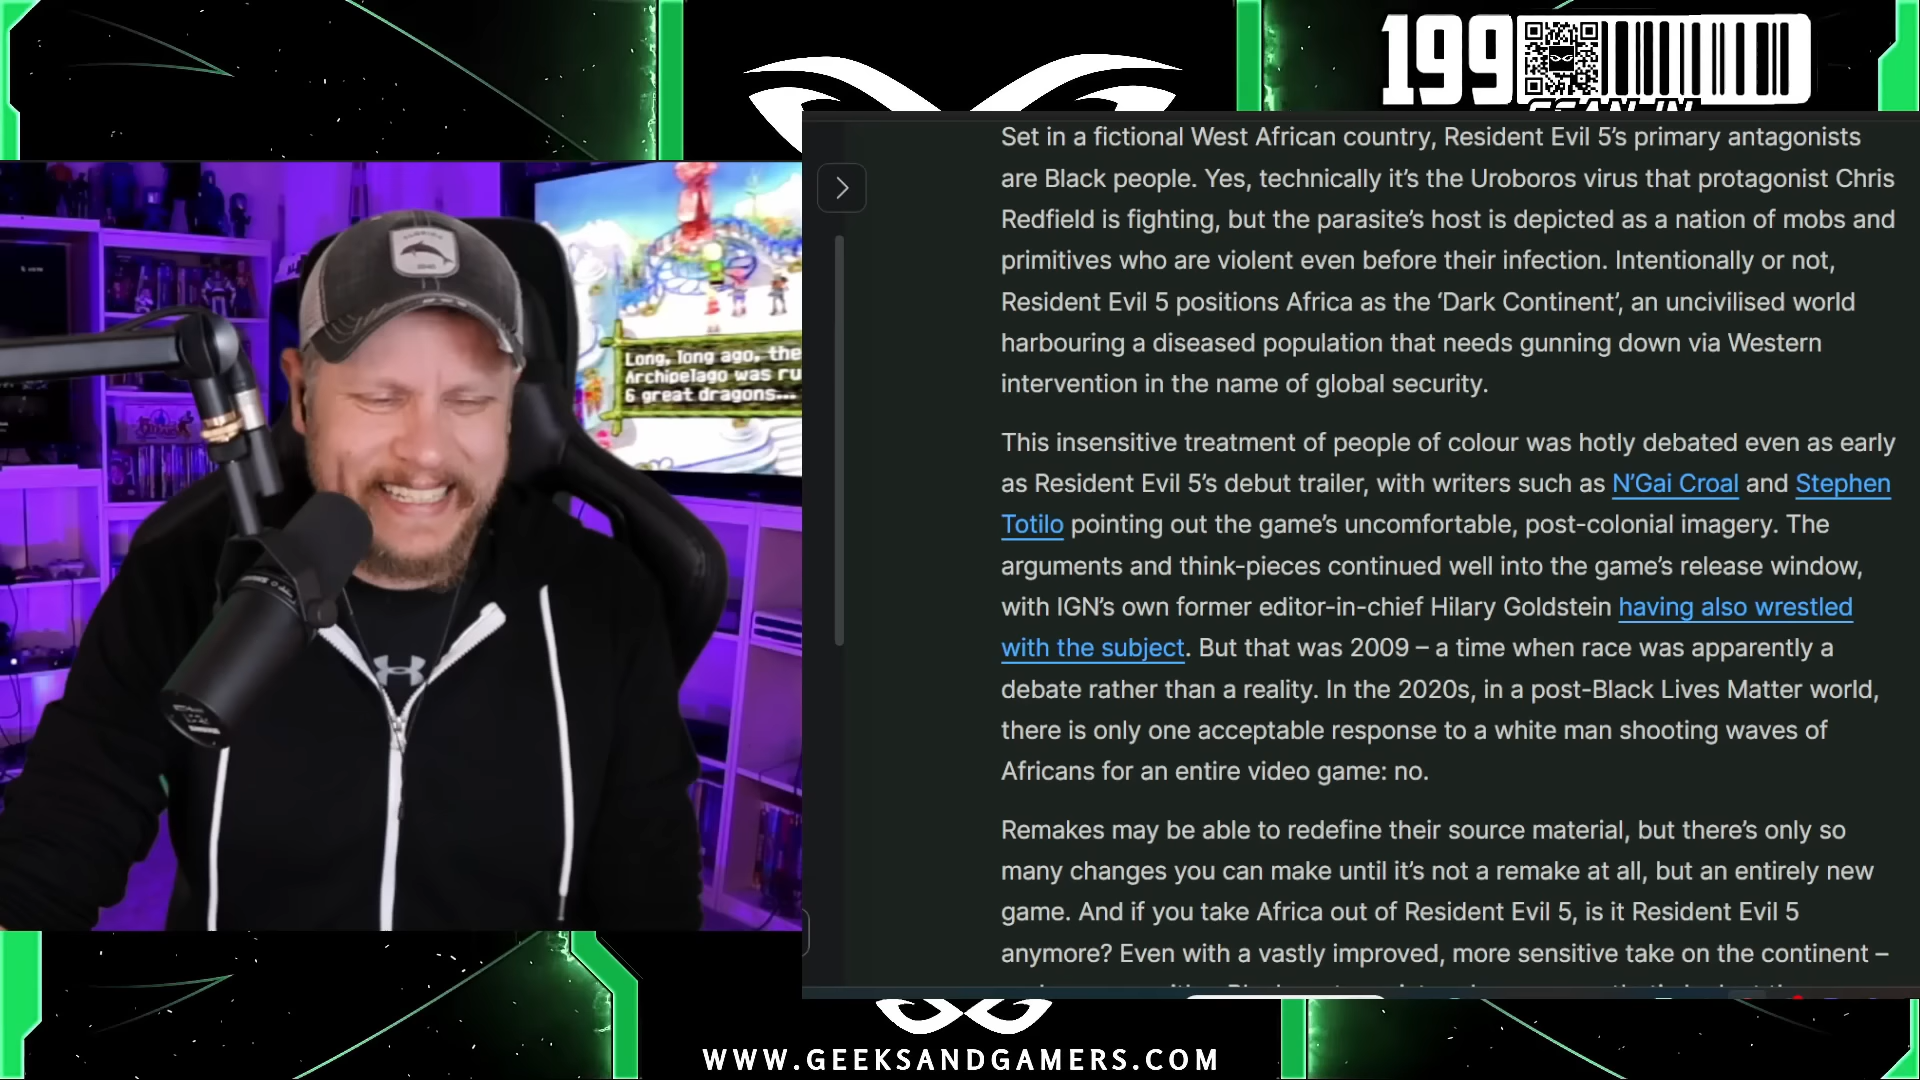 199
FLORIDA
Long, long ago, the
Archipelago was ru
6 great dragons...
Set in a fictional West African country, Resident Evil 5’s primary antagonists
are Black people. Yes, technically it’s the Uroboros virus that protagonist Chris
Redfield is fighting, but the parasite’s host is depicted as a nation of mobs and
primitives who are violent even before their infection. Intentionally or not,
Resident Evil 5 positions Africa as the ‘Dark Continent’, an uncivilised world
harbouring a diseased population that needs gunning down via Western
intervention in the name of global security.
This insensitive treatment of people of colour was hotly debated even as early
as Resident Evil 5’s debut trailer, with writers such as N’Gai Croal and Stephen
Totilo pointing out the game’s uncomfortable, post-colonial imagery. The
arguments and think-pieces continued well into the game’s release window,
with IGN’s own former editor-in-chief Hilary Goldstein having also wrestled
with the subject. But that was 2009 – a time when race was apparently a
debate rather than a reality. In the 2020s, in a post-Black Lives Matter world,
there is only one acceptable response to a white man shooting waves of
Africans for an entire video game: no.
Remakes may be able to redefine their source material, but there’s only so
many changes you can make until it’s not a remake at all, but an entirely new
game. And if you take Africa out of Resident Evil 5, is it Resident Evil 5
anymore? Even with a vastly improved, more sensitive take on the continent –
WWW.GEEKSANDGAMERS.COM